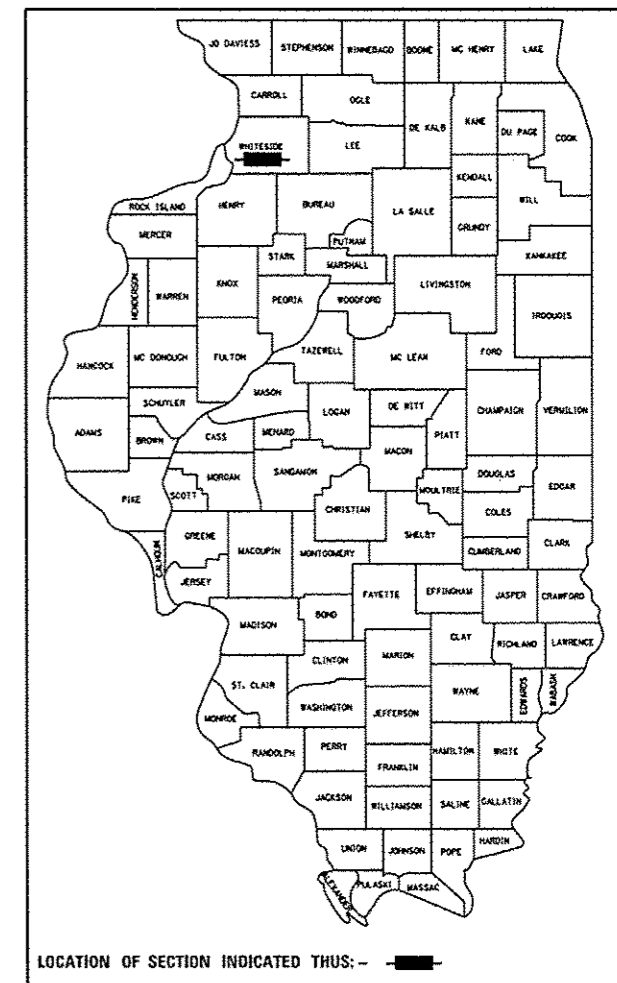 JO DAVIESS STEPHENSON WINNEBAGO BOONE MC HENRY LAKE
CARROLL OGLE DE KALB KANE DU PAGE COOK
WHITESIDE LEE KENDALL WILL
ROCK ISLAND HENRY BUREAU LA SALLE GRUNDY
MERCER STARK PUTNAM MARSHALL KANKAKEE
HENDERSON WARREN KNOX PEORIA WOODFORD LIVINGSTON IROQUOIS
HANCOCK MC DONOUGH FULTON TAZEWELL MC LEAN FORD
SCHUYLER MASON LOGAN DE WITT CHAMPAIGN VERMILION
ADAMS BROWN CASS MENARD MACON PIATT
PIKE SCOTT MORGAN SANGAMON CHRISTIAN MOULTRIE DOUGLAS EDGAR
COLES
CALHOUN GREENE MACOUPIN MONTGOMERY SHELBY CUMBERLAND CLARK
JERSEY FAYETTE EFFINGHAM JASPER CRAWFORD
MADISON BOND CLAY RICHLAND LAWRENCE
CLINTON MARION
ST. CLAIR WASHINGTON JEFFERSON WAYNE EDWARDS WABASH
MONROE
RANDOLPH PERRY FRANKLIN HAMILTON WHITE
JACKSON WILLIAMSON SALINE GALLATIN
UNION JOHNSON POPE HARDIN
ALEXANDER PULASKI MASSAC
LOCATION OF SECTION INDICATED THUS: -